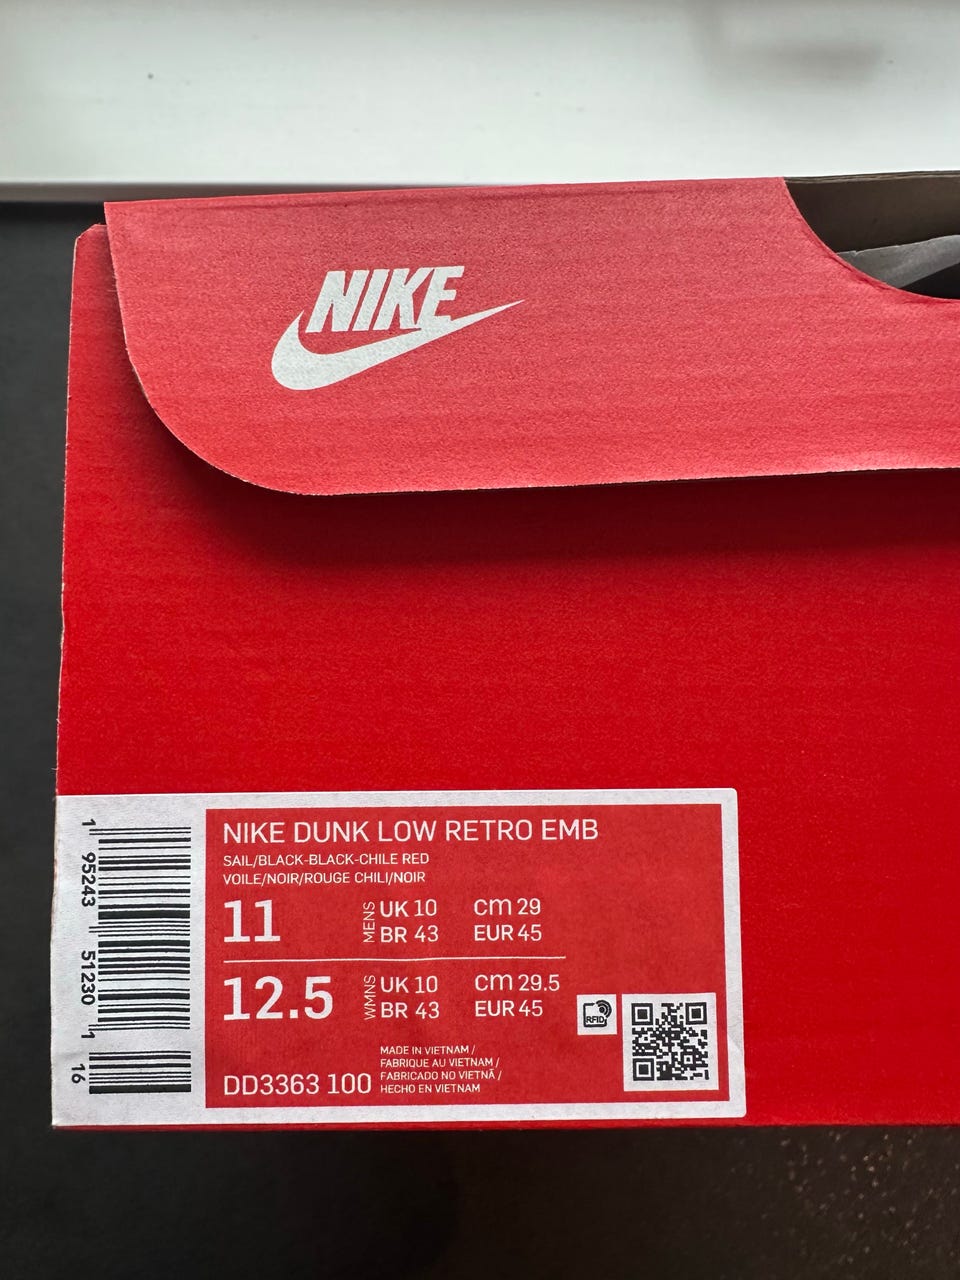 NIKE
NIKE DUNK LOW RETRO EMB
SAIL/BLACK-BLACK-CHILE RED
VOILE/NOIR/ROUGE CHILI/NOIR
11
MENS
UK 10
cm 29
BR 43
EUR 45
12.5
WMNS
UK 10
cm 29.5
BR 43
EUR 45
RFID
MADE IN VIETNAM /
FABRIQUE AU VIETNAM /
FABRICADO NO VIETNÃ /
HECHO EN VIETNAM
DD3363 100
1 95243 51230 1
16